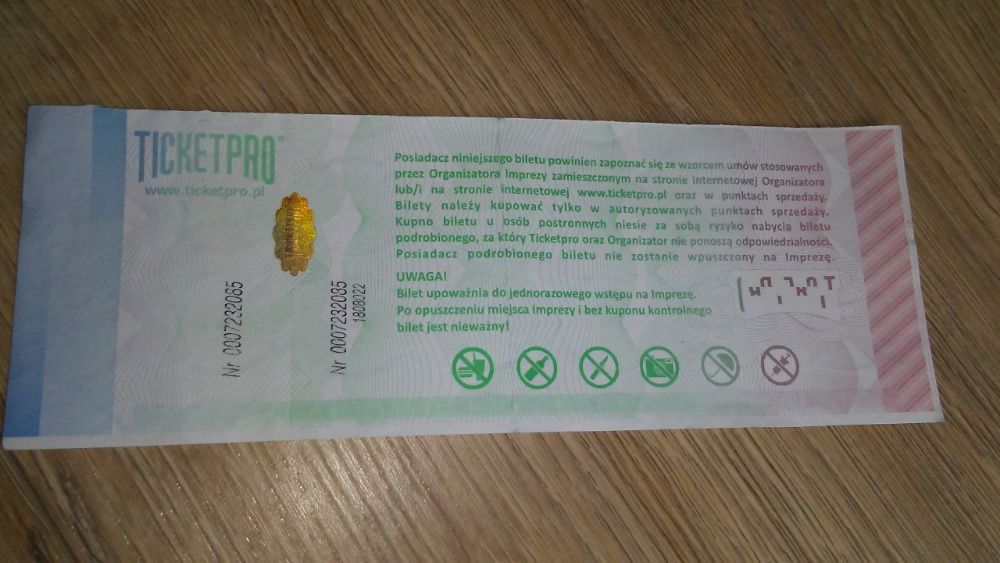 TICKETPRO
www.ticketpro.pl
Nr 0007232085
Nr 0007232085
1808022
Posiadacz niniejszego biletu powinien zapoznać się ze wzorcem umów stosowanych
przez Organizatora Imprezy zamieszczonym na stronie internetowej Organizatora
lub/i na stronie internetowej www.ticketpro.pl oraz w punktach sprzedaży.
Bilety należy kupować tylko w autoryzowanych punktach sprzedaży.
Kupno biletu u osób postronnych niesie za sobą ryzyko nabycia biletu
podrobionego, za który Ticketpro oraz Organizator nie ponoszą odpowiedzialności.
Posiadacz podrobionego biletu nie zostanie wpuszczony na Imprezę.
UWAGA!
Bilet upoważnia do jednorazowego wstępu na Imprezę.
Po opuszczeniu miejsca Imprezy i bez kuponu kontrolnego
bilet jest nieważny!